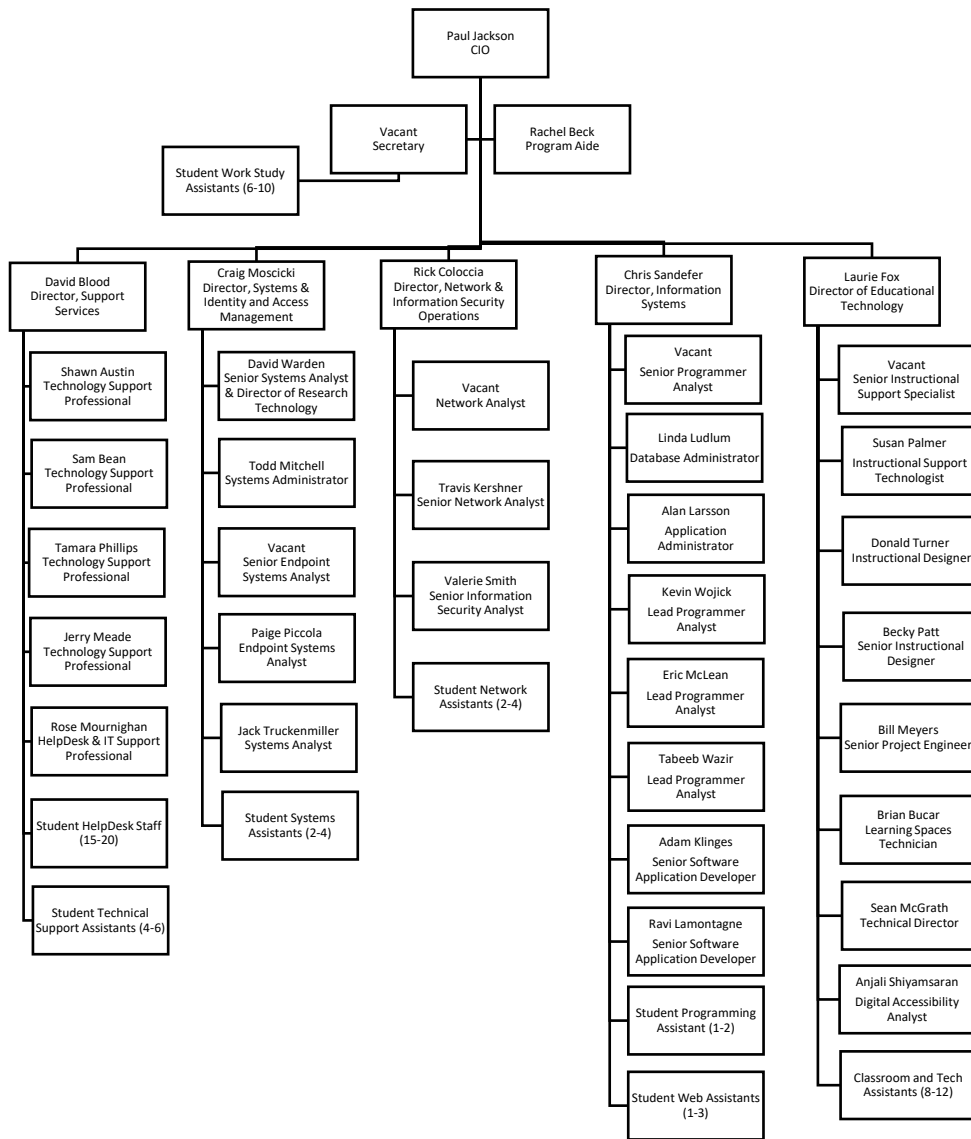 Paul Jackson
CIO
Vacant
Secretary
Rachel Beck
Program Aide
Student Work Study
Assistants (6-10)
David Blood
Director, Support
Services
Shawn Austin
Technology Support
Professional
Sam Bean
Technology Support
Professional
Tamara Phillips
Technology Support
Professional
Jerry Meade
Technology Support
Professional
Rose Mournighan
HelpDesk & IT Support
Professional
Student HelpDesk Staff
(15-20)
Student Technical
Support Assistants (4-6)
Craig Moscicki
Director, Systems &
Identity and Access
Management
David Warden
Senior Systems Analyst
& Director of Research
Technology
Todd Mitchell
Systems Administrator
Vacant
Senior Endpoint
Systems Analyst
Paige Piccola
Endpoint Systems
Analyst
Jack Truckenmiller
Systems Analyst
Student Systems
Assistants (2-4)
Rick Coloccia
Director, Network &
Information Security
Operations
Vacant
Network Analyst
Travis Kershner
Senior Network Analyst
Valerie Smith
Senior Information
Security Analyst
Student Network
Assistants (2-4)
Chris Sandefer
Director, Information
Systems
Vacant
Senior Programmer
Analyst
Linda Ludlum
Database Administrator
Alan Larsson
Application
Administrator
Kevin Wojick
Lead Programmer
Analyst
Eric McLean
Lead Programmer
Analyst
Tabeeb Wazir
Lead Programmer
Analyst
Adam Klinges
Senior Software
Application Developer
Ravi Lamontagne
Senior Software
Application Developer
Student Programming
Assistant (1-2)
Student Web Assistants
(1-3)
Laurie Fox
Director of Educational
Technology
Vacant
Senior Instructional
Support Specialist
Susan Palmer
Instructional Support
Technologist
Donald Turner
Instructional Designer
Becky Patt
Senior Instructional
Designer
Bill Meyers
Senior Project Engineer
Brian Bucar
Learning Spaces
Technician
Sean McGrath
Technical Director
Anjali Shiyamsaran
Digital Accessibility
Analyst
Classroom and Tech
Assistants (8-12)